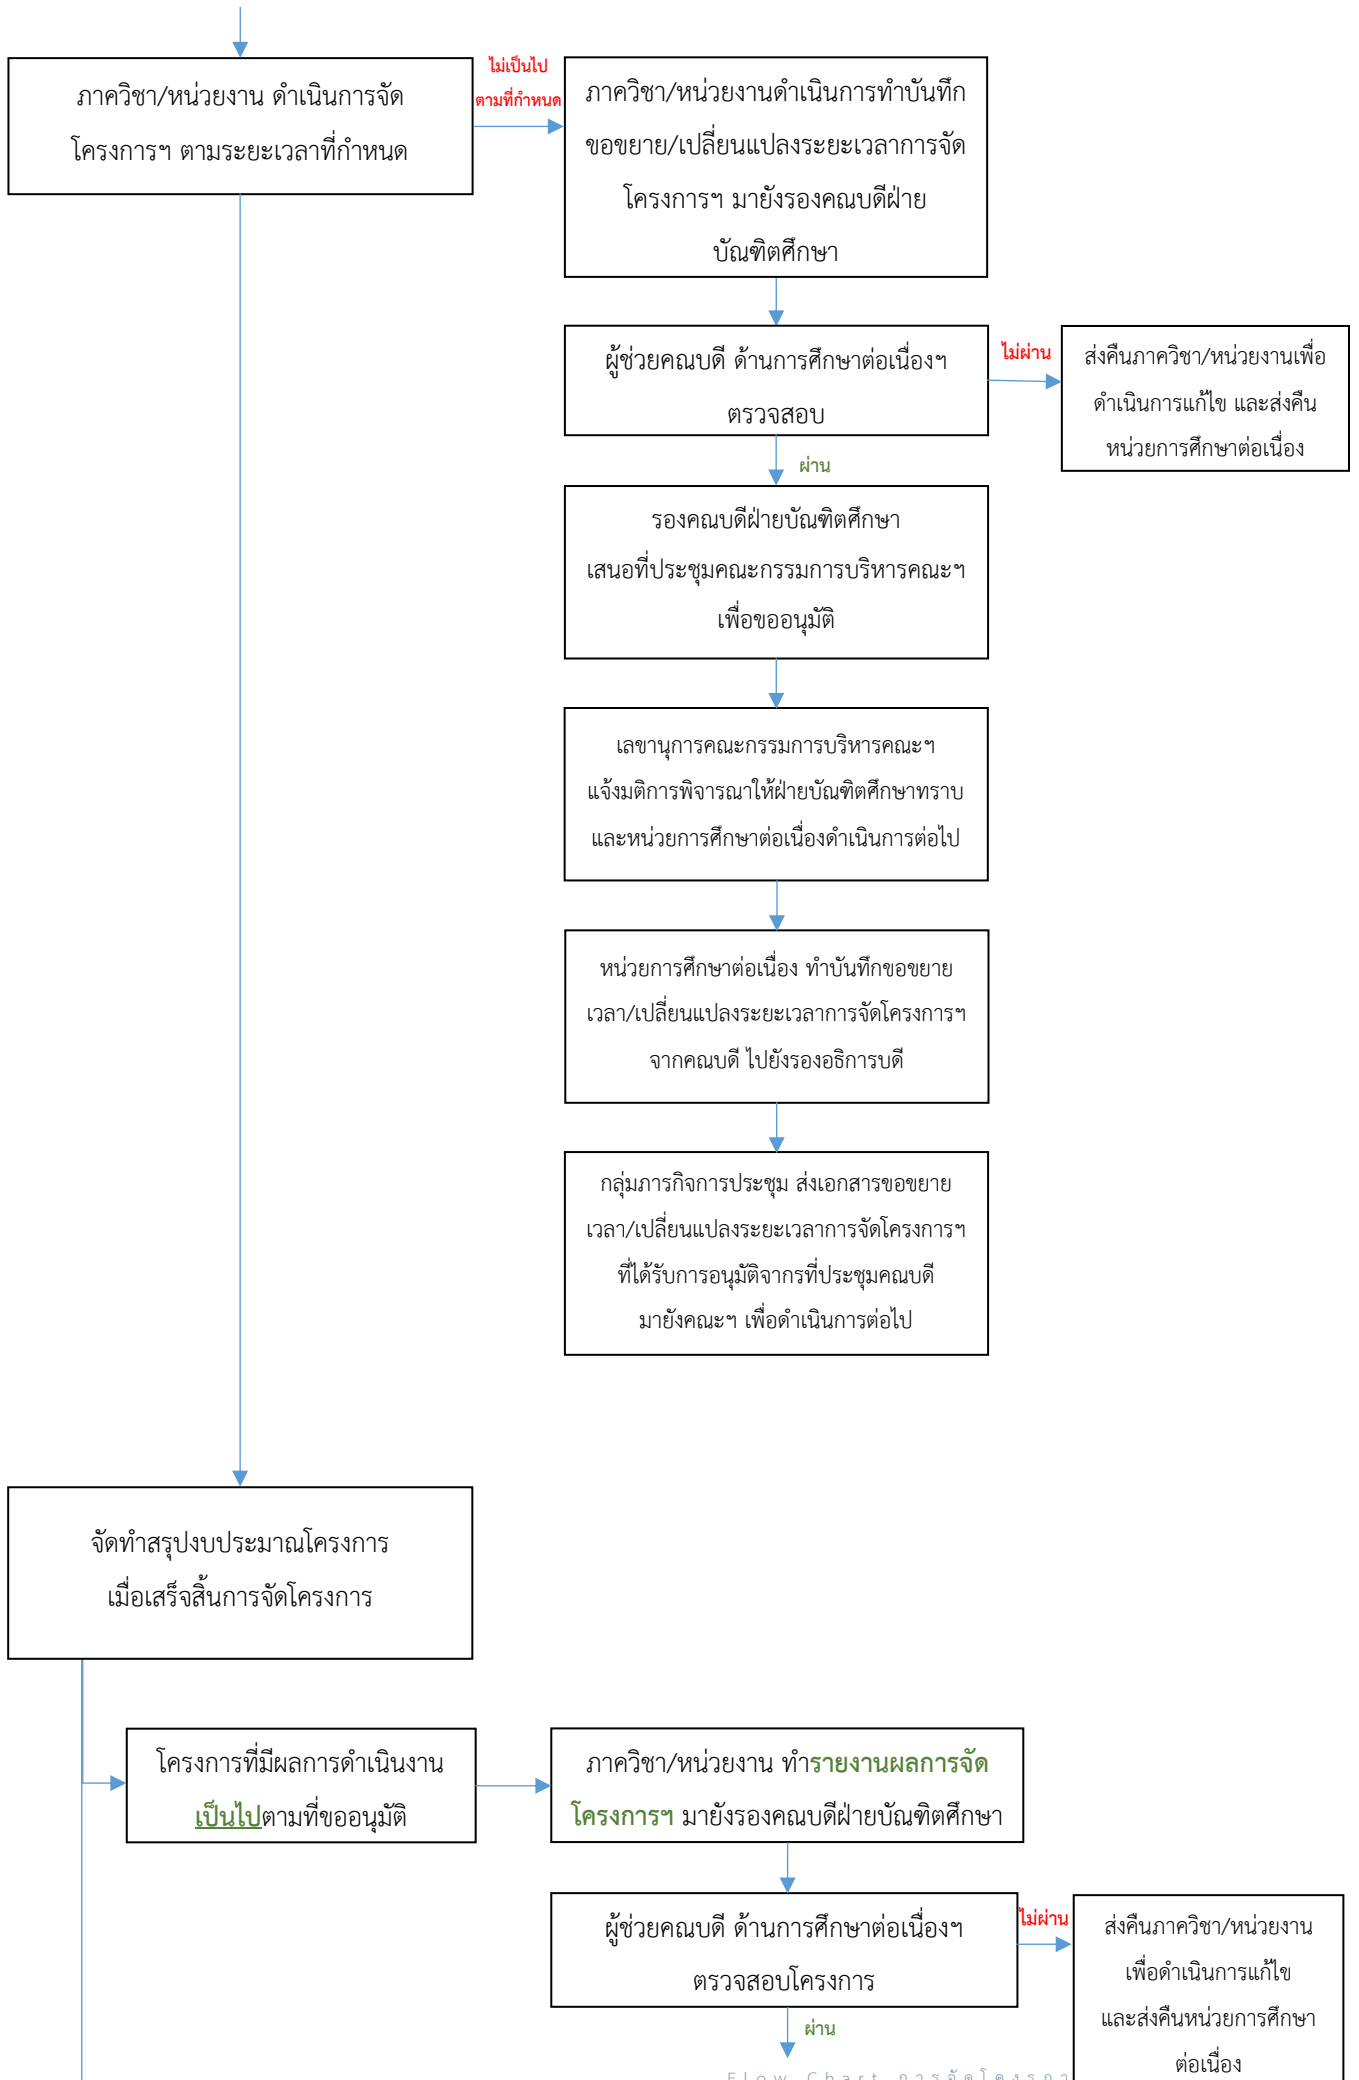 ภาควิชา/หน่วยงาน ดำเนินการจัด
โครงการฯ ตามระยะเวลาที่กำหนด
ไม่เป็นไป
ตามที่กำหนด
ภาควิชา/หน่วยงานดำเนินการทำบันทึก
ขอขยาย/เปลี่ยนแปลงระยะเวลาการจัด
โครงการฯ มายังรองคณบดีฝ่าย
บัณฑิตศึกษา
ผู้ช่วยคณบดี ด้านการศึกษาต่อเนื่องฯ
ตรวจสอบ
ไม่ผ่าน
ส่งคืนภาควิชา/หน่วยงานเพื่อ
ดำเนินการแก้ไข และส่งคืน
หน่วยการศึกษาต่อเนื่อง
ผ่าน
รองคณบดีฝ่ายบัณฑิตศึกษา
เสนอที่ประชุมคณะกรรมการบริหารคณะฯ
เพื่อขออนุมัติ
เลขานุการคณะกรรมการบริหารคณะฯ
แจ้งมติการพิจารณาให้ฝ่ายบัณฑิตศึกษาทราบ
และหน่วยการศึกษาต่อเนื่องดำเนินการต่อไป
หน่วยการศึกษาต่อเนื่อง ทำบันทึกขอขยาย
เวลา/เปลี่ยนแปลงระยะเวลาการจัดโครงการฯ
จากคณบดี ไปยังรองอธิการบดี
กลุ่มภารกิจการประชุม ส่งเอกสารขอขยาย
เวลา/เปลี่ยนแปลงระยะเวลาการจัดโครงการฯ
ที่ได้รับการอนุมัติจากรที่ประชุมคณบดี
มายังคณะฯ เพื่อดำเนินการต่อไป
จัดทำสรุปงบประมาณโครงการ
เมื่อเสร็จสิ้นการจัดโครงการ
โครงการที่มีผลการดำเนินงาน
เป็นไปตามที่ขออนุมัติ
ภาควิชา/หน่วยงาน ทำรายงานผลการจัด
โครงการฯ มายังรองคณบดีฝ่ายบัณฑิตศึกษา
ผู้ช่วยคณบดี ด้านการศึกษาต่อเนื่องฯ
ตรวจสอบโครงการ
ไม่ผ่าน
ส่งคืนภาควิชา/หน่วยงาน
เพื่อดำเนินการแก้ไข
และส่งคืนหน่วยการศึกษา
ต่อเนื่อง
ผ่าน
Flow Chart